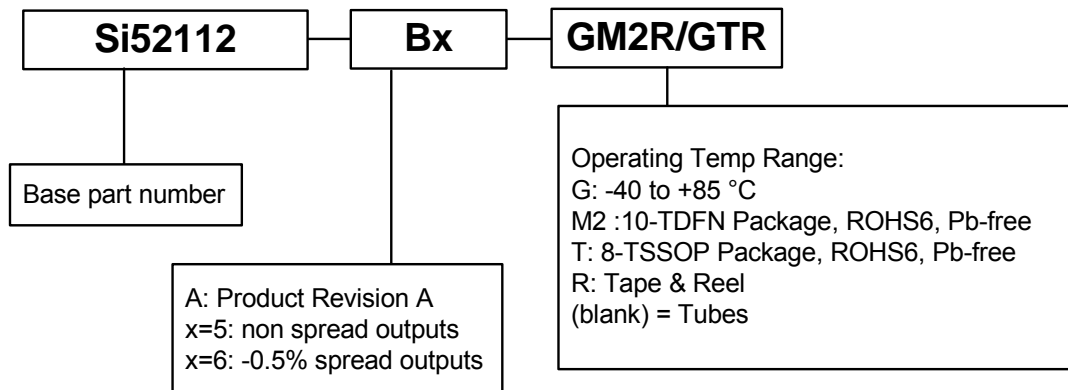 Si52112 Bx GM2R/GTR
Base part number
A: Product Revision A
x=5: non spread outputs
x=6: -0.5% spread outputs
Operating Temp Range:
G: -40 to +85 °C
M2 :10-TDFN Package, ROHS6, Pb-free
T: 8-TSSOP Package, ROHS6, Pb-free
R: Tape & Reel
(blank) = Tubes